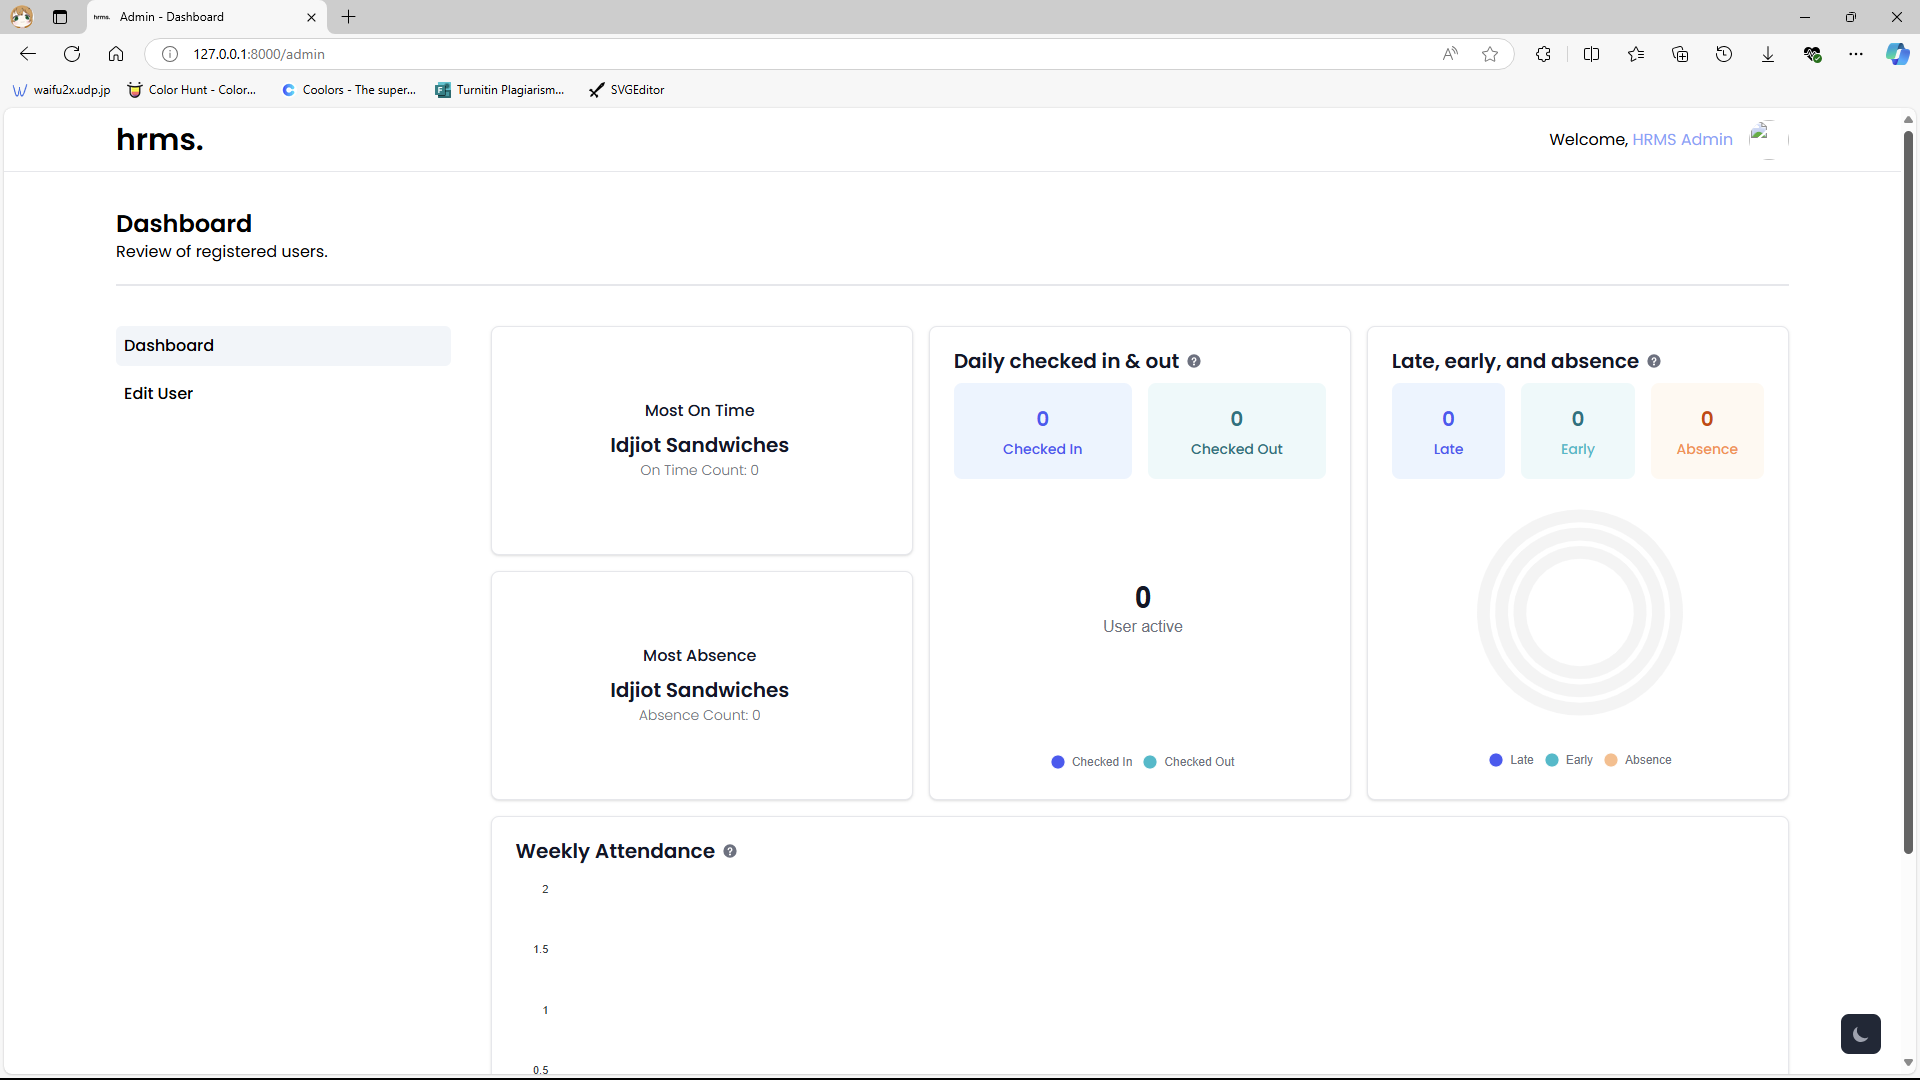 hrms. Admin - Dashboard
127.0.0.1:8000/admin
waifu2x.udp.jp Color Hunt - Color... Coolors - The super... Turnitin Plagiarism... SVGEditor
hrms.
Welcome, HRMS Admin
Dashboard
Review of registered users.
Dashboard
Edit User
Most On Time
Idjiot Sandwiches
On Time Count: 0
Most Absence
Idjiot Sandwiches
Absence Count: 0
Daily checked in & out
0
Checked In
0
Checked Out
0
User active
Checked In Checked Out
Late, early, and absence
0
Late
0
Early
0
Absence
Late Early Absence
Weekly Attendance
2
1.5
1
0.5